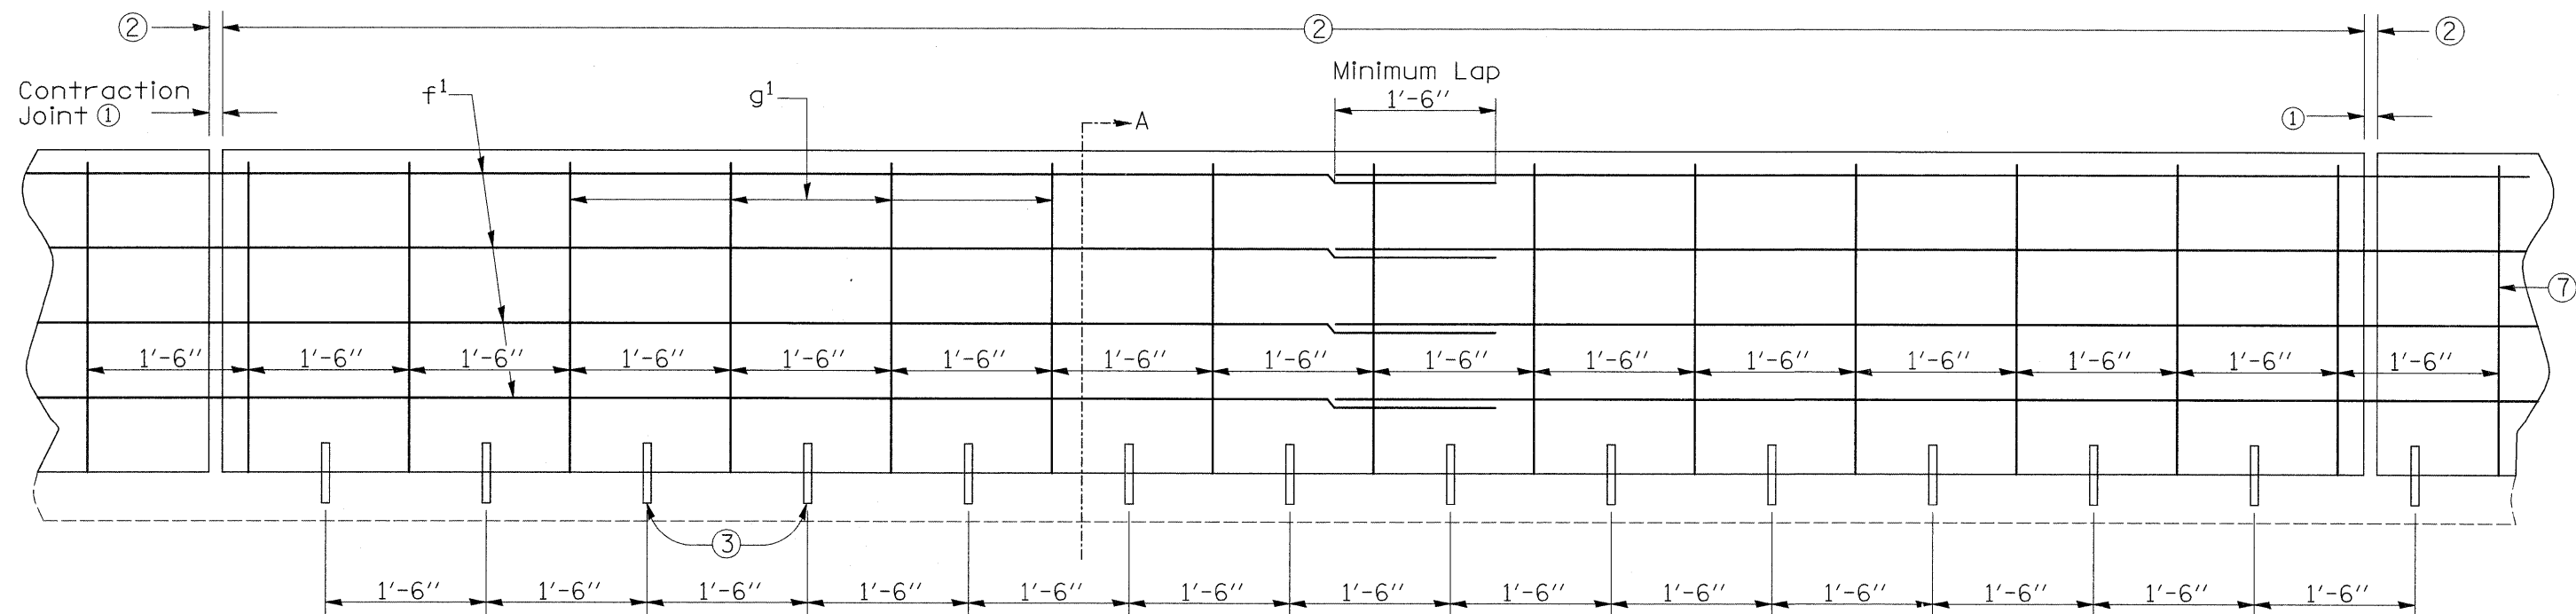 ② ② ②
Contraction
Joint ①
f¹
g¹
Minimum Lap
1'-6"
A
①
⑦
1'-6" 1'-6" 1'-6" 1'-6" 1'-6" 1'-6" 1'-6" 1'-6" 1'-6" 1'-6" 1'-6" 1'-6" 1'-6" 1'-6" 1'-6"
③
1'-6" 1'-6" 1'-6" 1'-6" 1'-6" 1'-6" 1'-6" 1'-6" 1'-6" 1'-6" 1'-6" 1'-6" 1'-6"